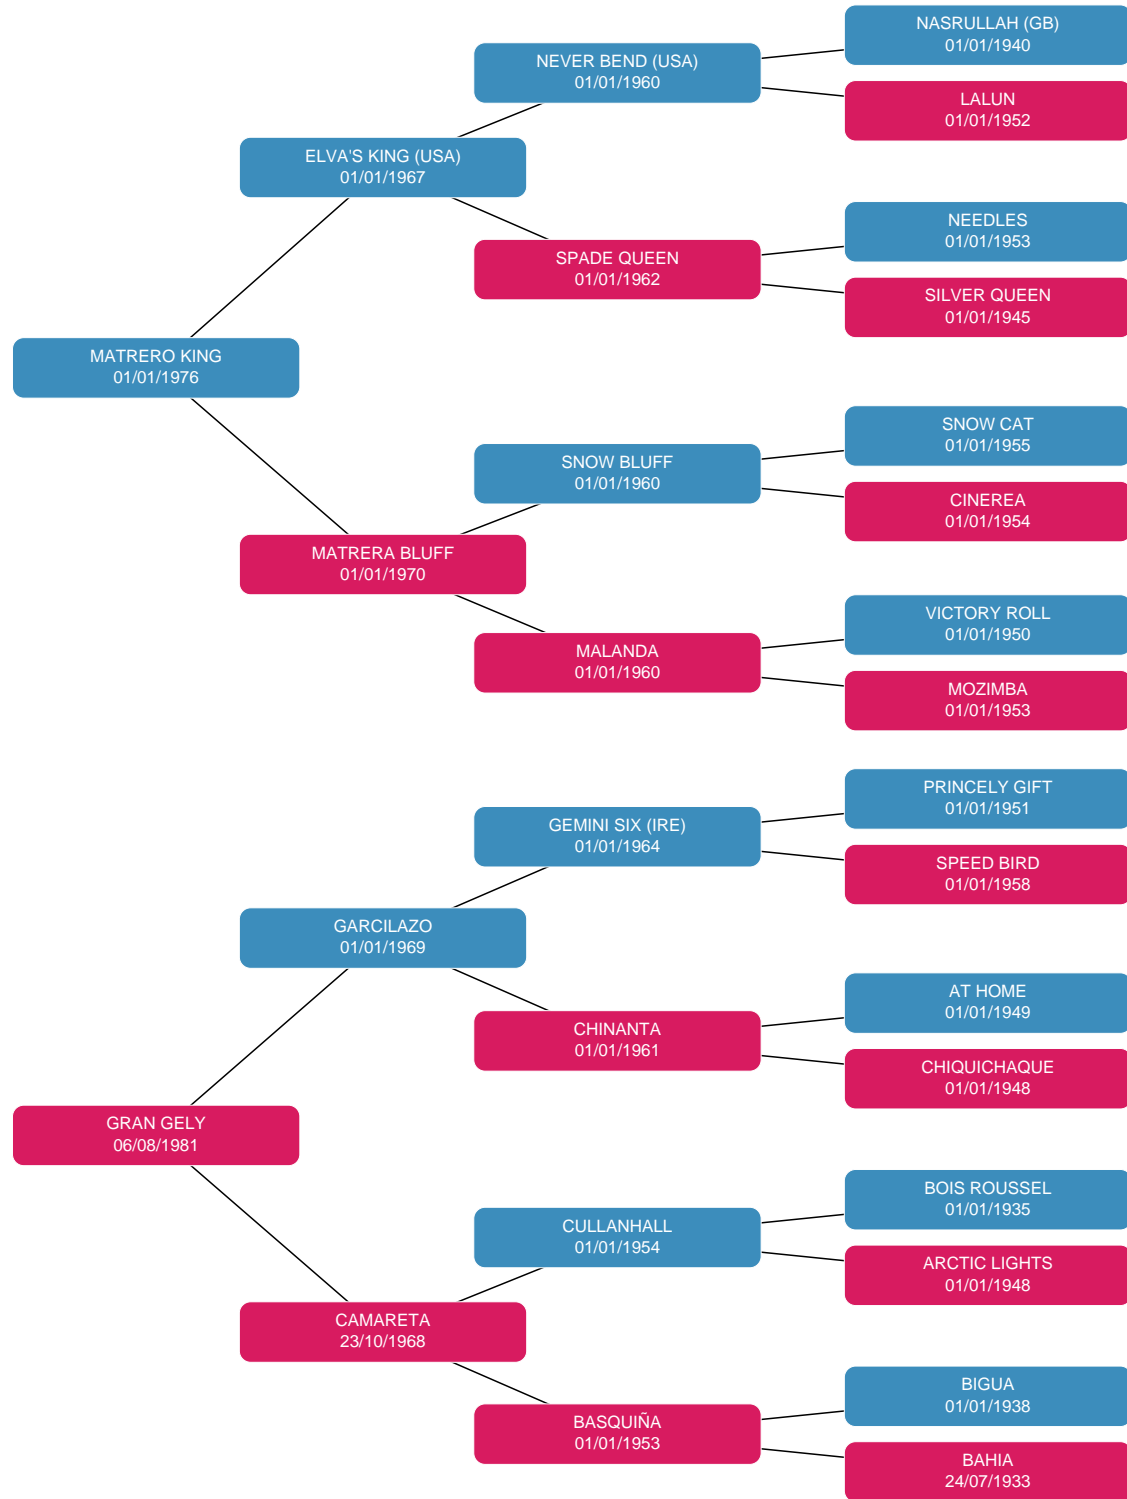 NASRULLAH (GB)
01/01/1940
NEVER BEND (USA)
01/01/1960
LALUN
01/01/1952
ELVA'S KING (USA)
01/01/1967
NEEDLES
01/01/1953
SPADE QUEEN
01/01/1962
SILVER QUEEN
01/01/1945
MATRERO KING
01/01/1976
SNOW CAT
01/01/1955
SNOW BLUFF
01/01/1960
CINEREA
01/01/1954
MATRERA BLUFF
01/01/1970
VICTORY ROLL
01/01/1950
MALANDA
01/01/1960
MOZIMBA
01/01/1953
PRINCELY GIFT
01/01/1951
GEMINI SIX (IRE)
01/01/1964
SPEED BIRD
01/01/1958
GARCILAZO
01/01/1969
AT HOME
01/01/1949
CHINANTA
01/01/1961
CHIQUICHAQUE
01/01/1948
GRAN GELY
06/08/1981
BOIS ROUSSEL
01/01/1935
CULLANHALL
01/01/1954
ARCTIC LIGHTS
01/01/1948
CAMARETA
23/10/1968
BIGUA
01/01/1938
BASQUIÑA
01/01/1953
BAHIA
24/07/1933